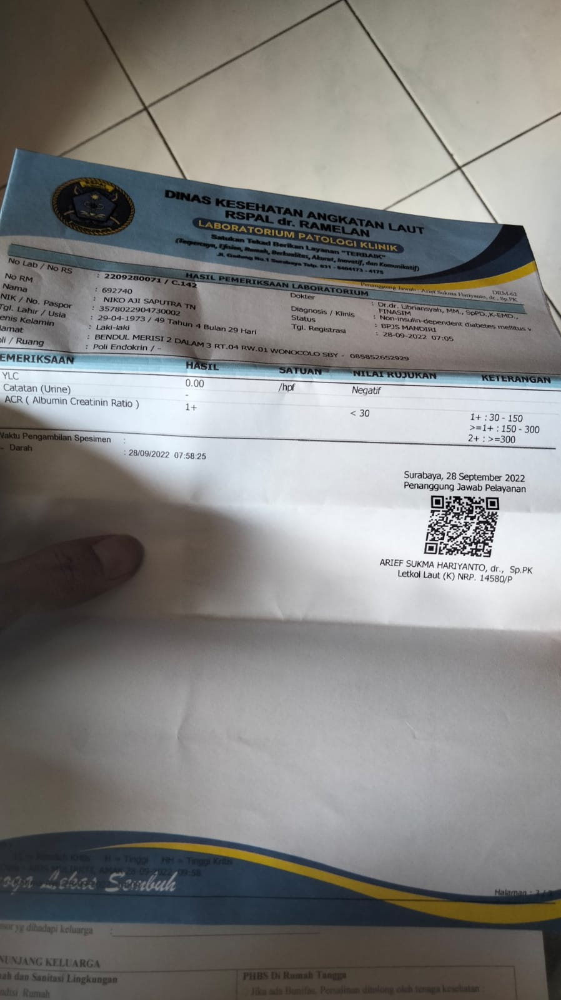 DINAS KESEHATAN ANGKATAN LAUT
RSPAL dr. RAMELAN
LABORATORIUM PATOLOGI KLINIK
Satukan Tekad Berikan Layanan "TERBAIK"
(Terpercaya, Efisien, Ramah, Berkualitas, Akurat, Inovatif, dan Komunikatif)
Jl. Gadung No.1 Surabaya Telp. 031 - 8404173 - 4175
DRM-62
Penanggung Jawab : Arief Sukma Hariyanto, dr., Sp.PK
HASIL PEMERIKSAAN LABORATORIUM
No Lab / No RS : 2209280071 / C.142
No RM : 692740
Nama : NIKO AJI SAPUTRA TN
NIK / No. Paspor : 3578022904730002
Tgl. Lahir / Usia : 29-04-1973 / 49 Tahun 4 Bulan 29 Hari
enis Kelamin : Laki-laki
lamat : BENDUL MERISI 2 DALAM 3 RT.04 RW.01 WONOCOLO SBY - 085852652929
oli / Ruang : Poli Endokrin / -
Dokter : Dr.dr. Libriansyah, MM., SpPD.,K-EMD., FINASIM
Diagnosis / Klinis : Non-insulin-dependent diabetes mellitus v
Status : BPJS MANDIRI
Tgl. Registrasi : 28-09-2022 07:05
EMERIKSAAN HASIL SATUAN NILAI RUJUKAN KETERANGAN
YLC 0.00 /hpf Negatif
Catatan (Urine) -
ACR ( Albumin Creatinin Ratio ) 1+ < 30 1+ : 30 - 150
>=1+ : 150 - 300
2+ : >=300
Waktu Pengambilan Spesimen :
- Darah : 28/09/2022 07:58:25
Surabaya, 28 September 2022
Penanggung Jawab Pelayanan
ARIEF SUKMA HARIYANTO, dr., Sp.PK
Letkol Laut (K) NRP. 14580/P
H = Tinggi HH = Tinggi Kritis
28-09-2022 09:58
oga Lekas Sembuh
Halaman : 3 / 3
sor yg dihadapi keluarga :
NUNJANG KELUARGA
ah dan Sanitasi Lingkungan
ndisi Rumah
PHBS Di Rumah Tangga
Jika ada Bunifas, Persalinan ditolong oleh tenaga kesehatan :